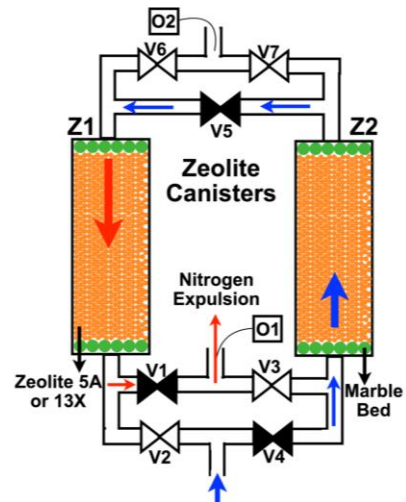 O2
V6
V7
V5
Z1
Z2
Zeolite
Canisters
Nitrogen
Expulsion
O1
V1
V3
Zeolite 5A
or 13X
Marble
Bed
V2
V4